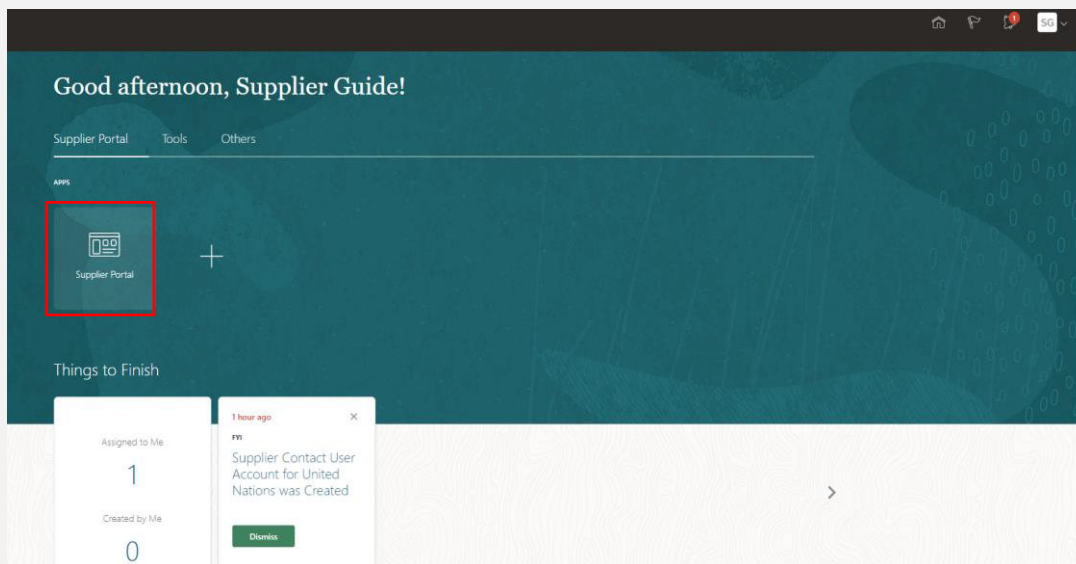 1
SG
Good afternoon, Supplier Guide!
Supplier Portal Tools Others
APPS
Supplier Portal
Things to Finish
Assigned to Me
1
Created by Me
0
1 hour ago
FYI
Supplier Contact User
Account for United
Nations was Created
Dismiss